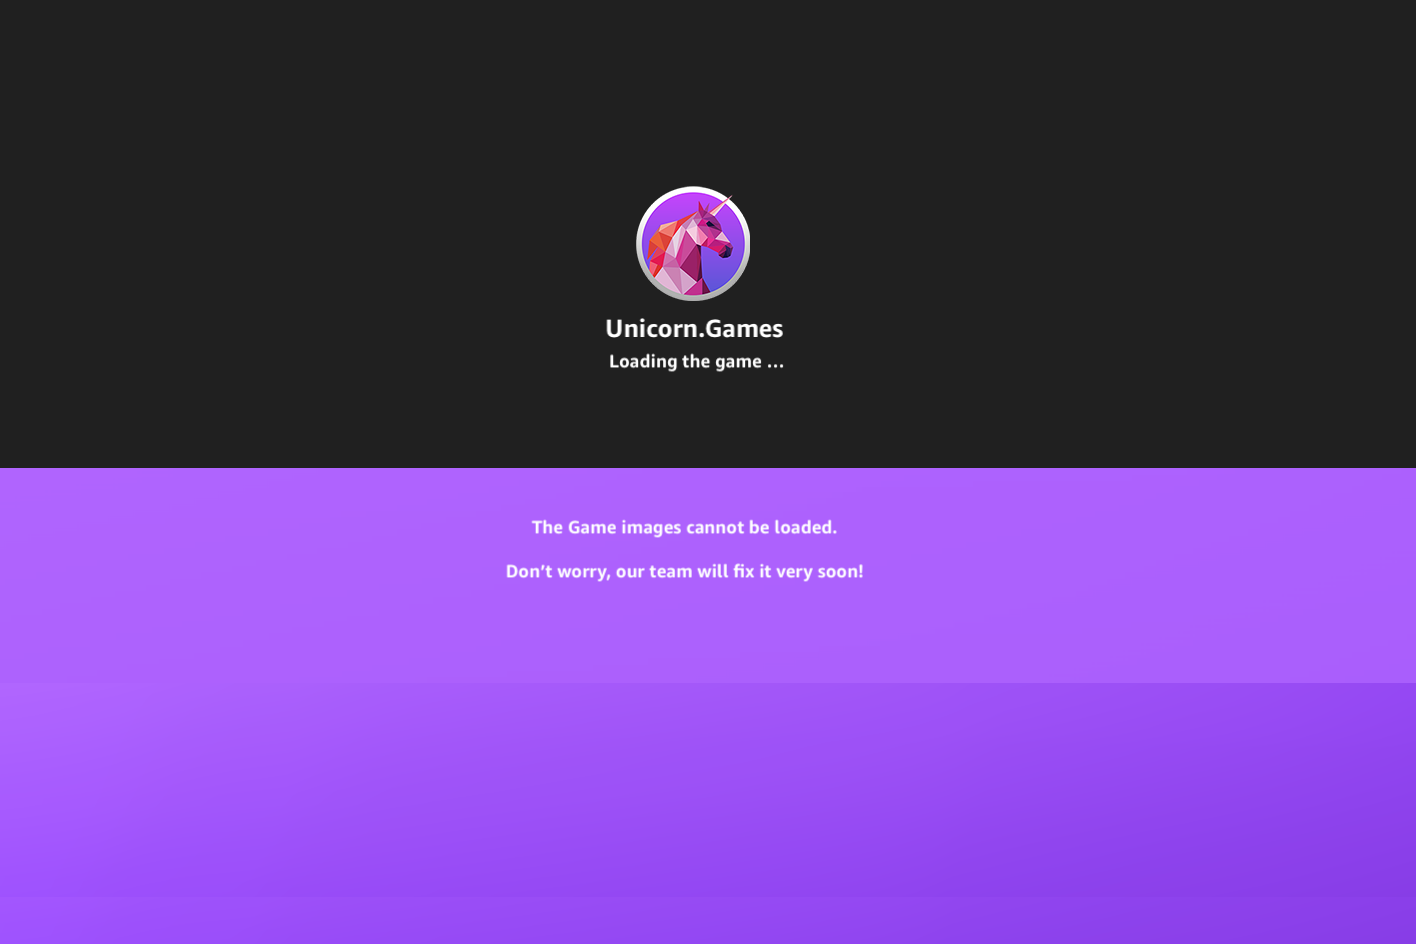 Unicorn.Games
Loading the game ...
The Game images cannot be loaded.
Don’t worry, our team will fix it very soon!